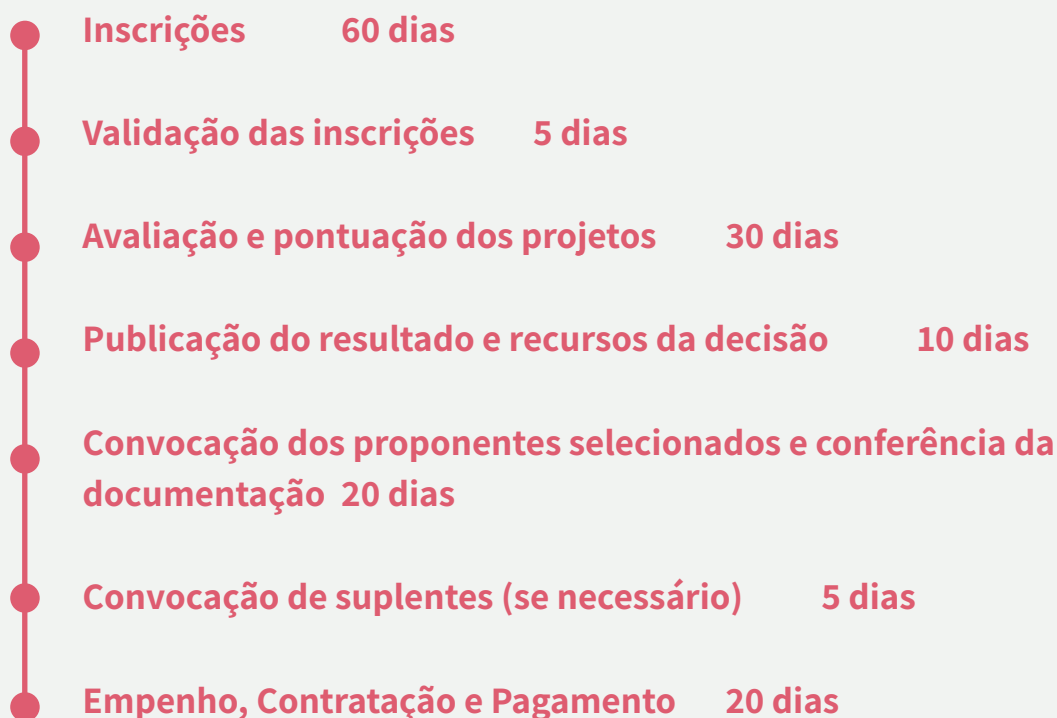 Inscrições 60 dias
Validação das inscrições 5 dias
Avaliação e pontuação dos projetos 30 dias
Publicação do resultado e recursos da decisão 10 dias
Convocação dos proponentes selecionados e conferência da
documentação 20 dias
Convocação de suplentes (se necessário) 5 dias
Empenho, Contratação e Pagamento 20 dias